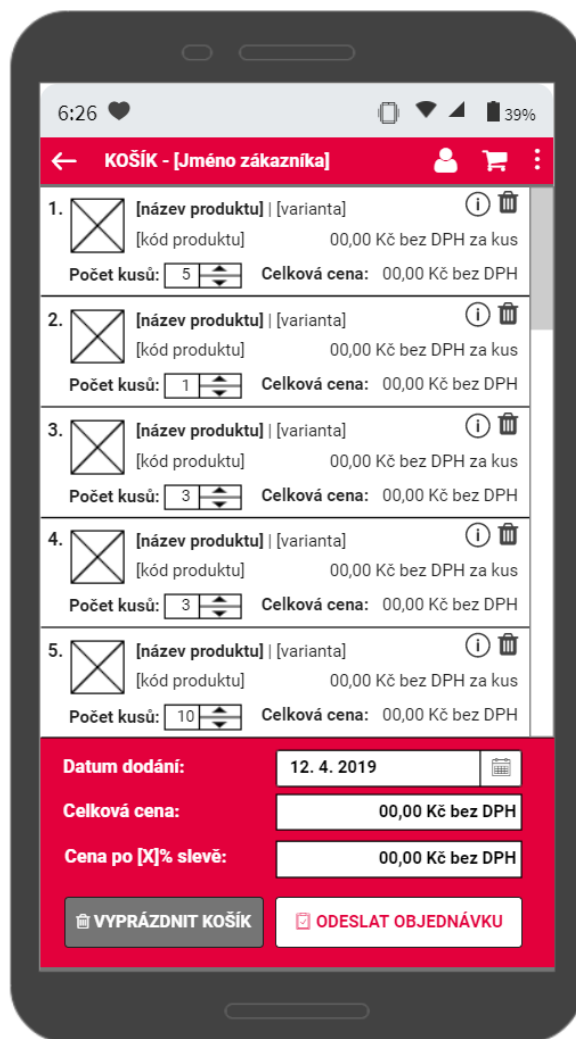 6:26 39%
KOŠÍK - [Jméno zákazníka]
1. [název produktu] | [varianta]
[kód produktu] 00,00 Kč bez DPH za kus
Počet kusů: 5 Celková cena: 00,00 Kč bez DPH
2. [název produktu] | [varianta]
[kód produktu] 00,00 Kč bez DPH za kus
Počet kusů: 1 Celková cena: 00,00 Kč bez DPH
3. [název produktu] | [varianta]
[kód produktu] 00,00 Kč bez DPH za kus
Počet kusů: 3 Celková cena: 00,00 Kč bez DPH
4. [název produktu] | [varianta]
[kód produktu] 00,00 Kč bez DPH za kus
Počet kusů: 3 Celková cena: 00,00 Kč bez DPH
5. [název produktu] | [varianta]
[kód produktu] 00,00 Kč bez DPH za kus
Počet kusů: 10 Celková cena: 00,00 Kč bez DPH
Datum dodání: 12. 4. 2019
Celková cena: 00,00 Kč bez DPH
Cena po [X]% slevě: 00,00 Kč bez DPH
VYPRÁZDNIT KOŠÍK ODESLAT OBJEDNÁVKU